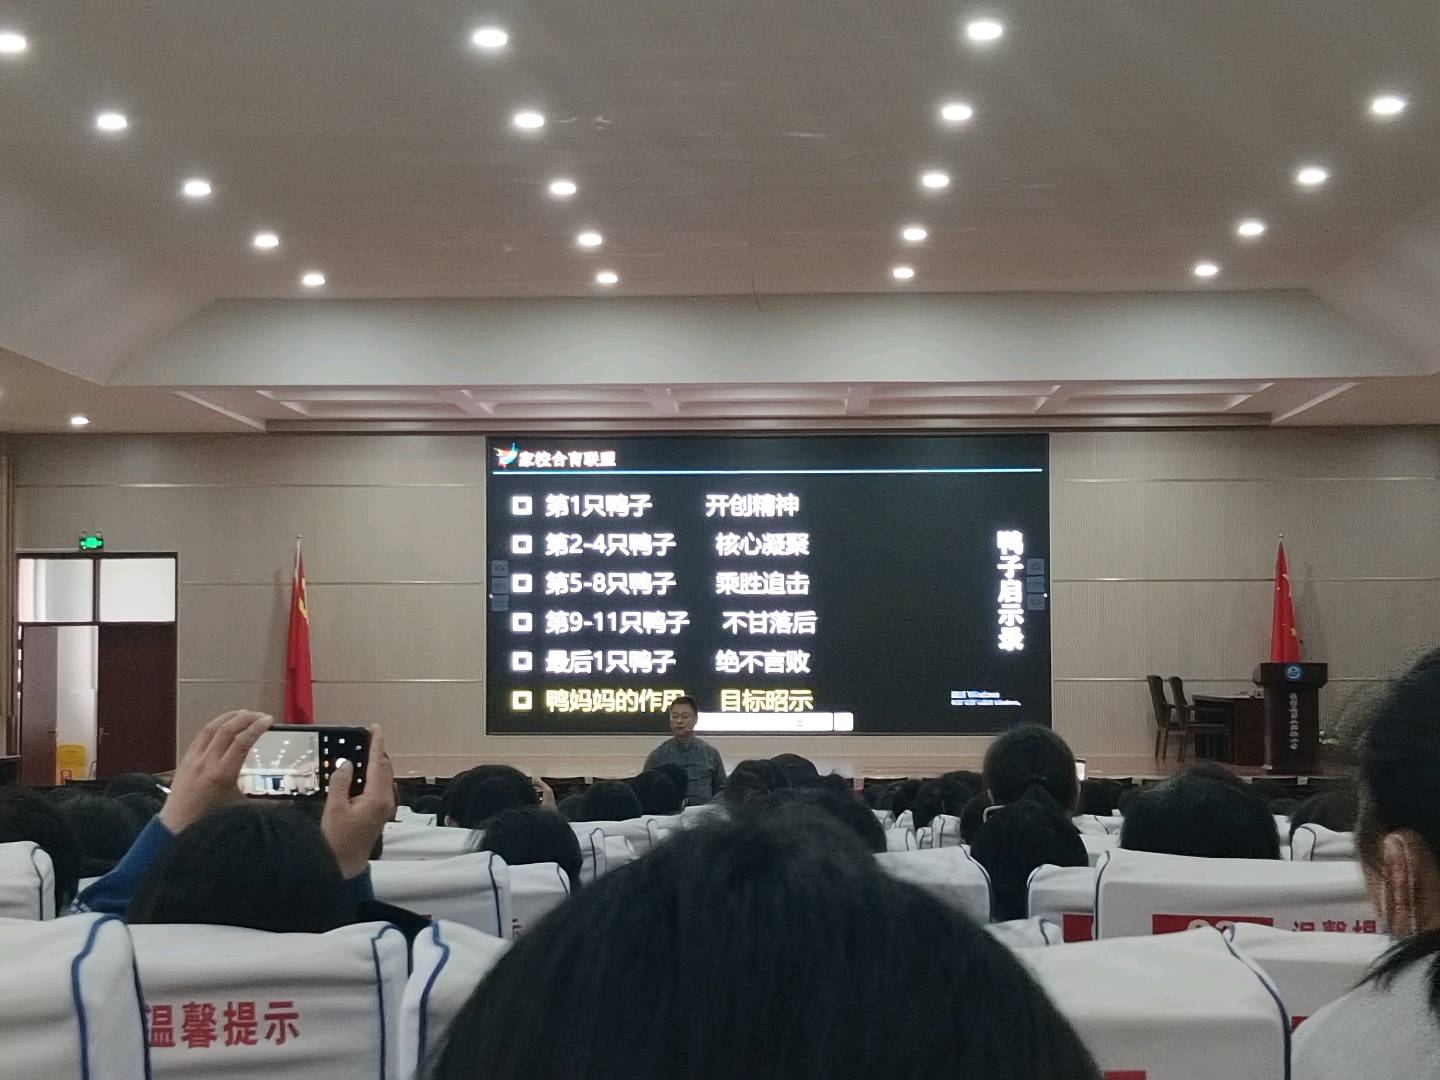 家校合育联盟
第1只鸭子 开创精神
第2-4只鸭子 核心凝聚
第5-8只鸭子 乘胜追击
第9-11只鸭子 不甘落后
最后1只鸭子 绝不言败
鸭妈妈的作用 目标昭示
鸭子启示录
温馨提示
温馨提